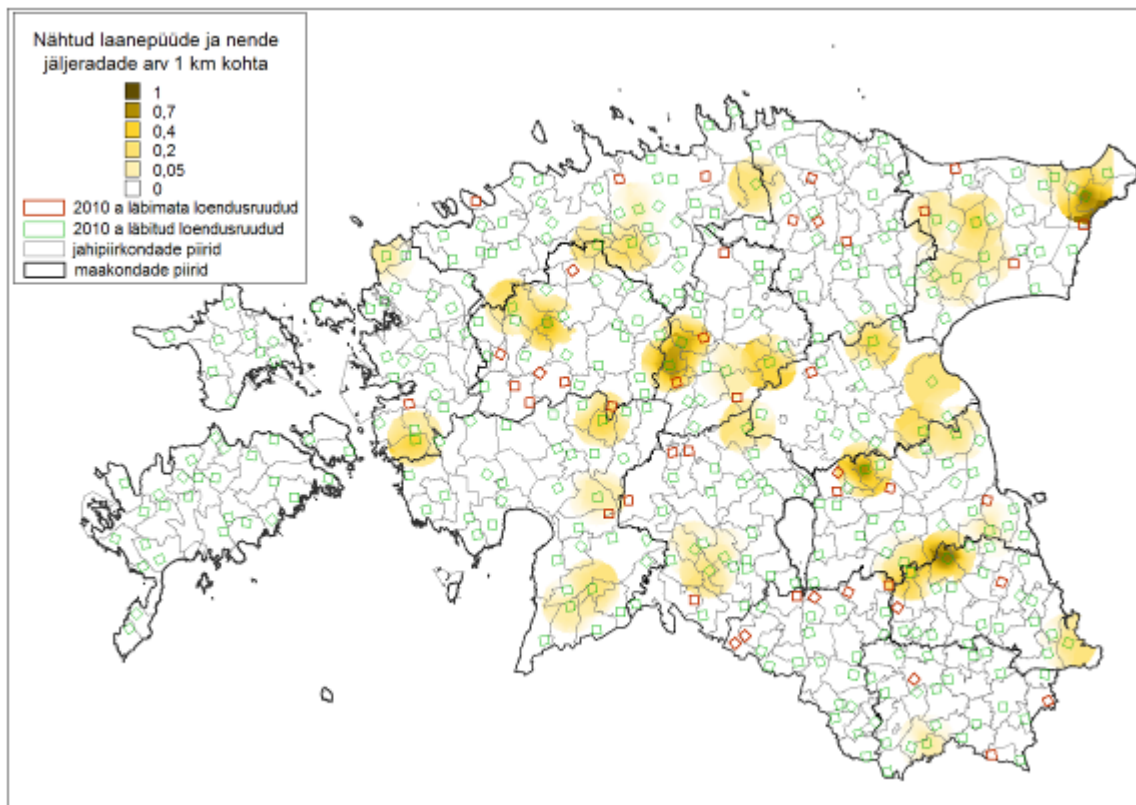 Nähtud laanepüüde ja nende
jäljeradade arv 1 km kohta
1
0,7
0,4
0,2
0,05
0
2010 a läbimata loendusruudud
2010 a läbitud loendusruudud
jahipiirkondade piirid
maakondade piirid